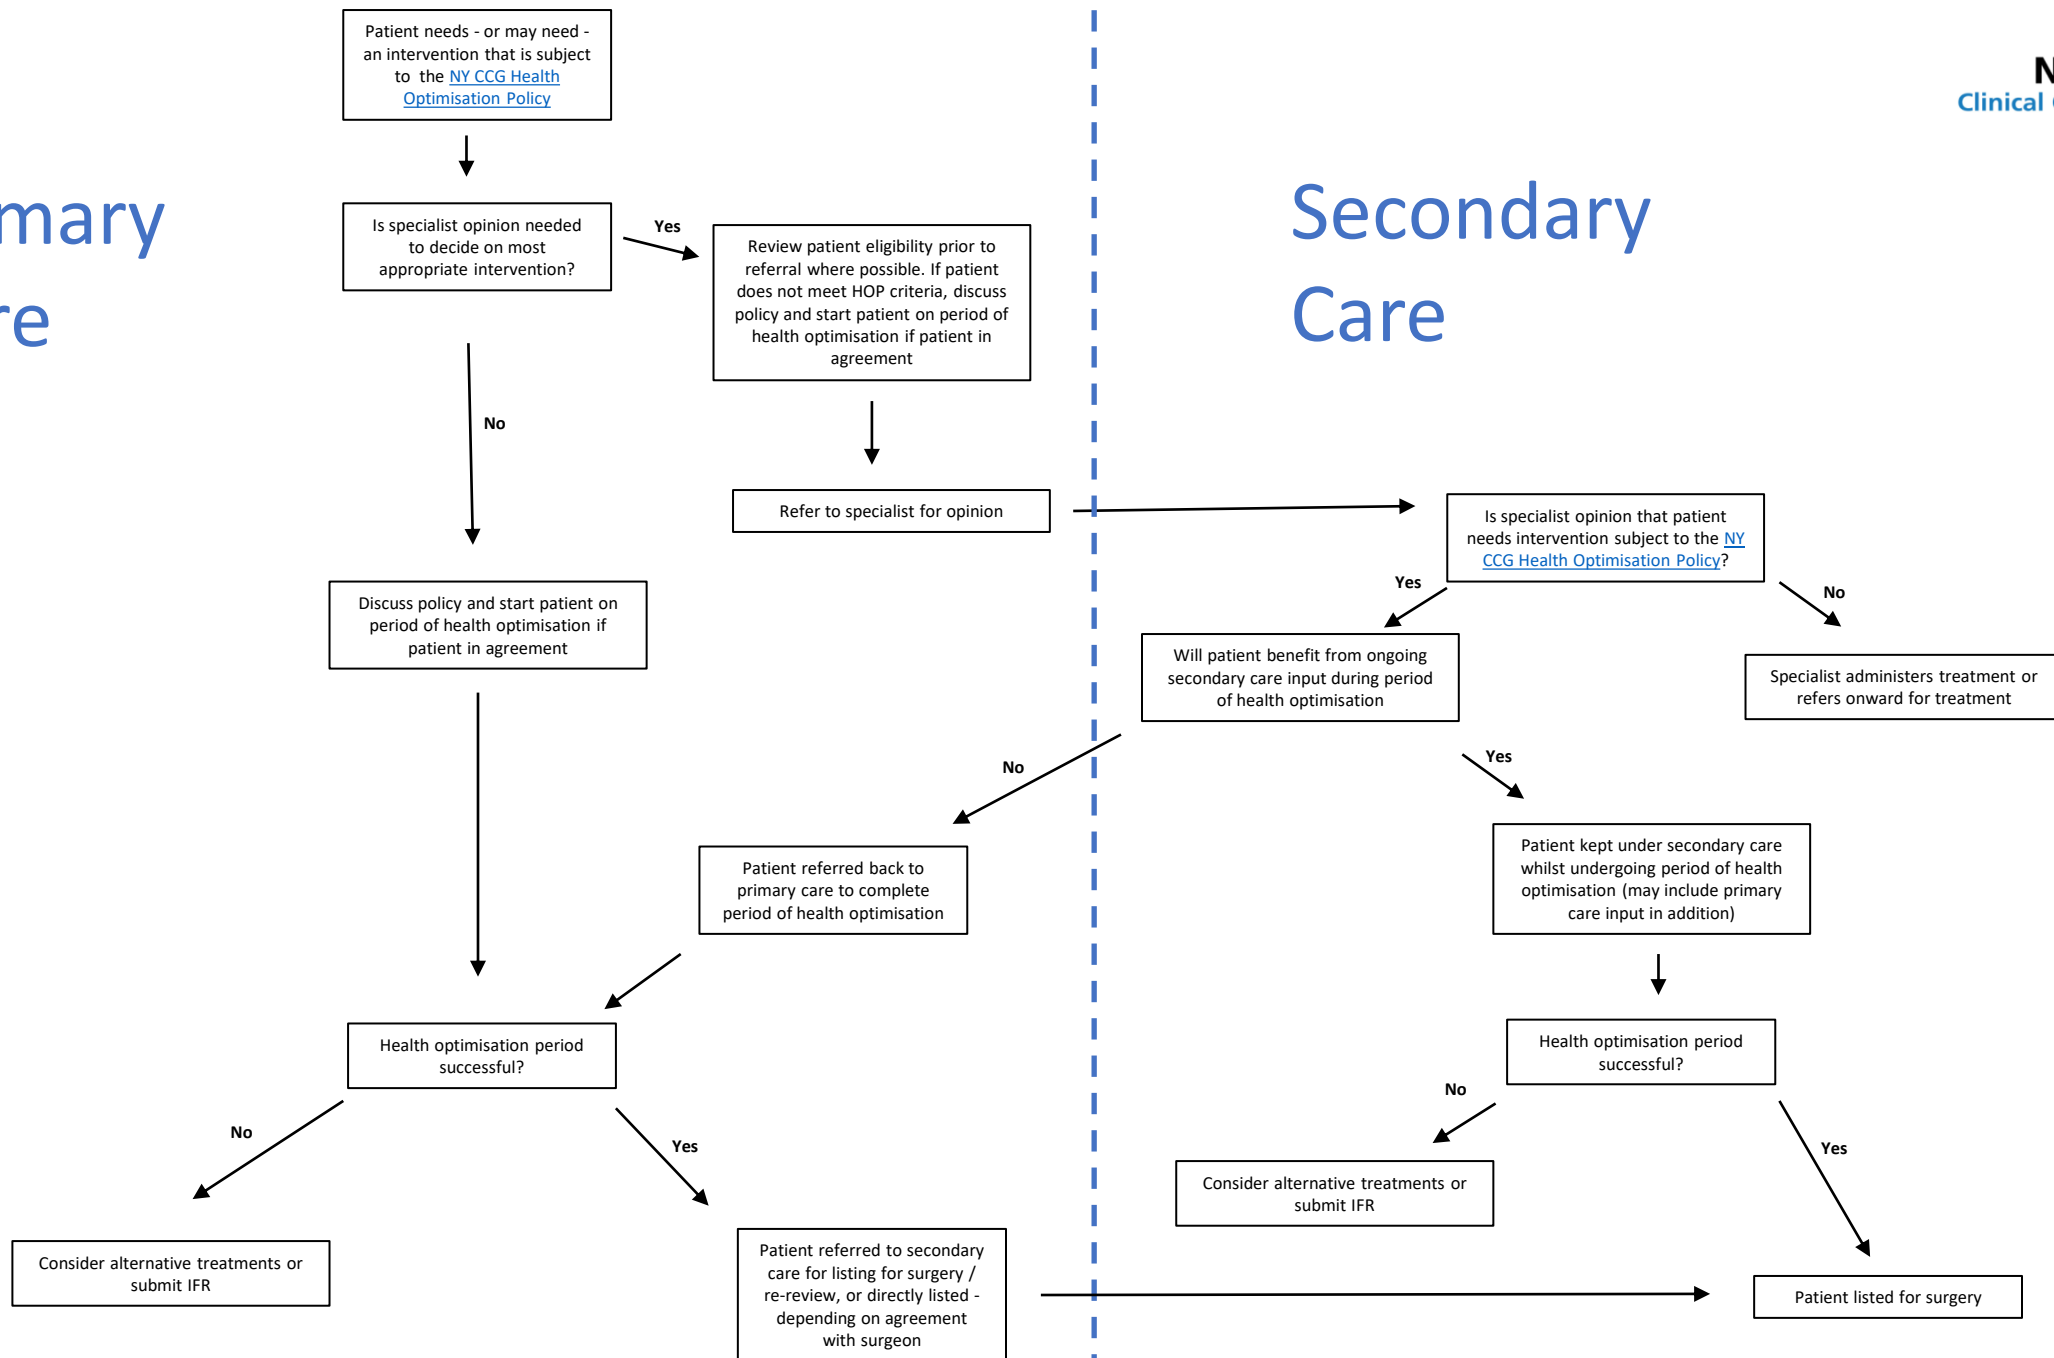 Patient needs - or may need -
an intervention that is subject
to the NY CCG Health
Optimisation Policy
Clinical
mary
re
Secondary
Care
Is specialist opinion needed
to decide on most
appropriate intervention?
Yes
Review patient eligibility prior to
referral where possible. If patient
does not meet HOP criteria, discuss
policy and start patient on period of
health optimisation if patient in
agreement
No
Refer to specialist for opinion
Is specialist opinion that patient
needs intervention subject to the NY
CCG Health Optimisation Policy?
Yes
No
Discuss policy and start patient on
period of health optimisation if
patient in agreement
Will patient benefit from ongoing
secondary care input during period
of health optimisation
Specialist administers treatment or
refers onward for treatment
No
Yes
Patient referred back to
primary care to complete
period of health optimisation
Patient kept under secondary care
whilst undergoing period of health
optimisation (may include primary
care input in addition)
Health optimisation period
successful?
Health optimisation period
successful?
No
Yes
No
Yes
Consider alternative treatments or
submit IFR
Patient referred to secondary
care for listing for surgery /
re-review, or directly listed -
depending on agreement
with surgeon
Consider alternative treatments or
submit IFR
Patient listed for surgery